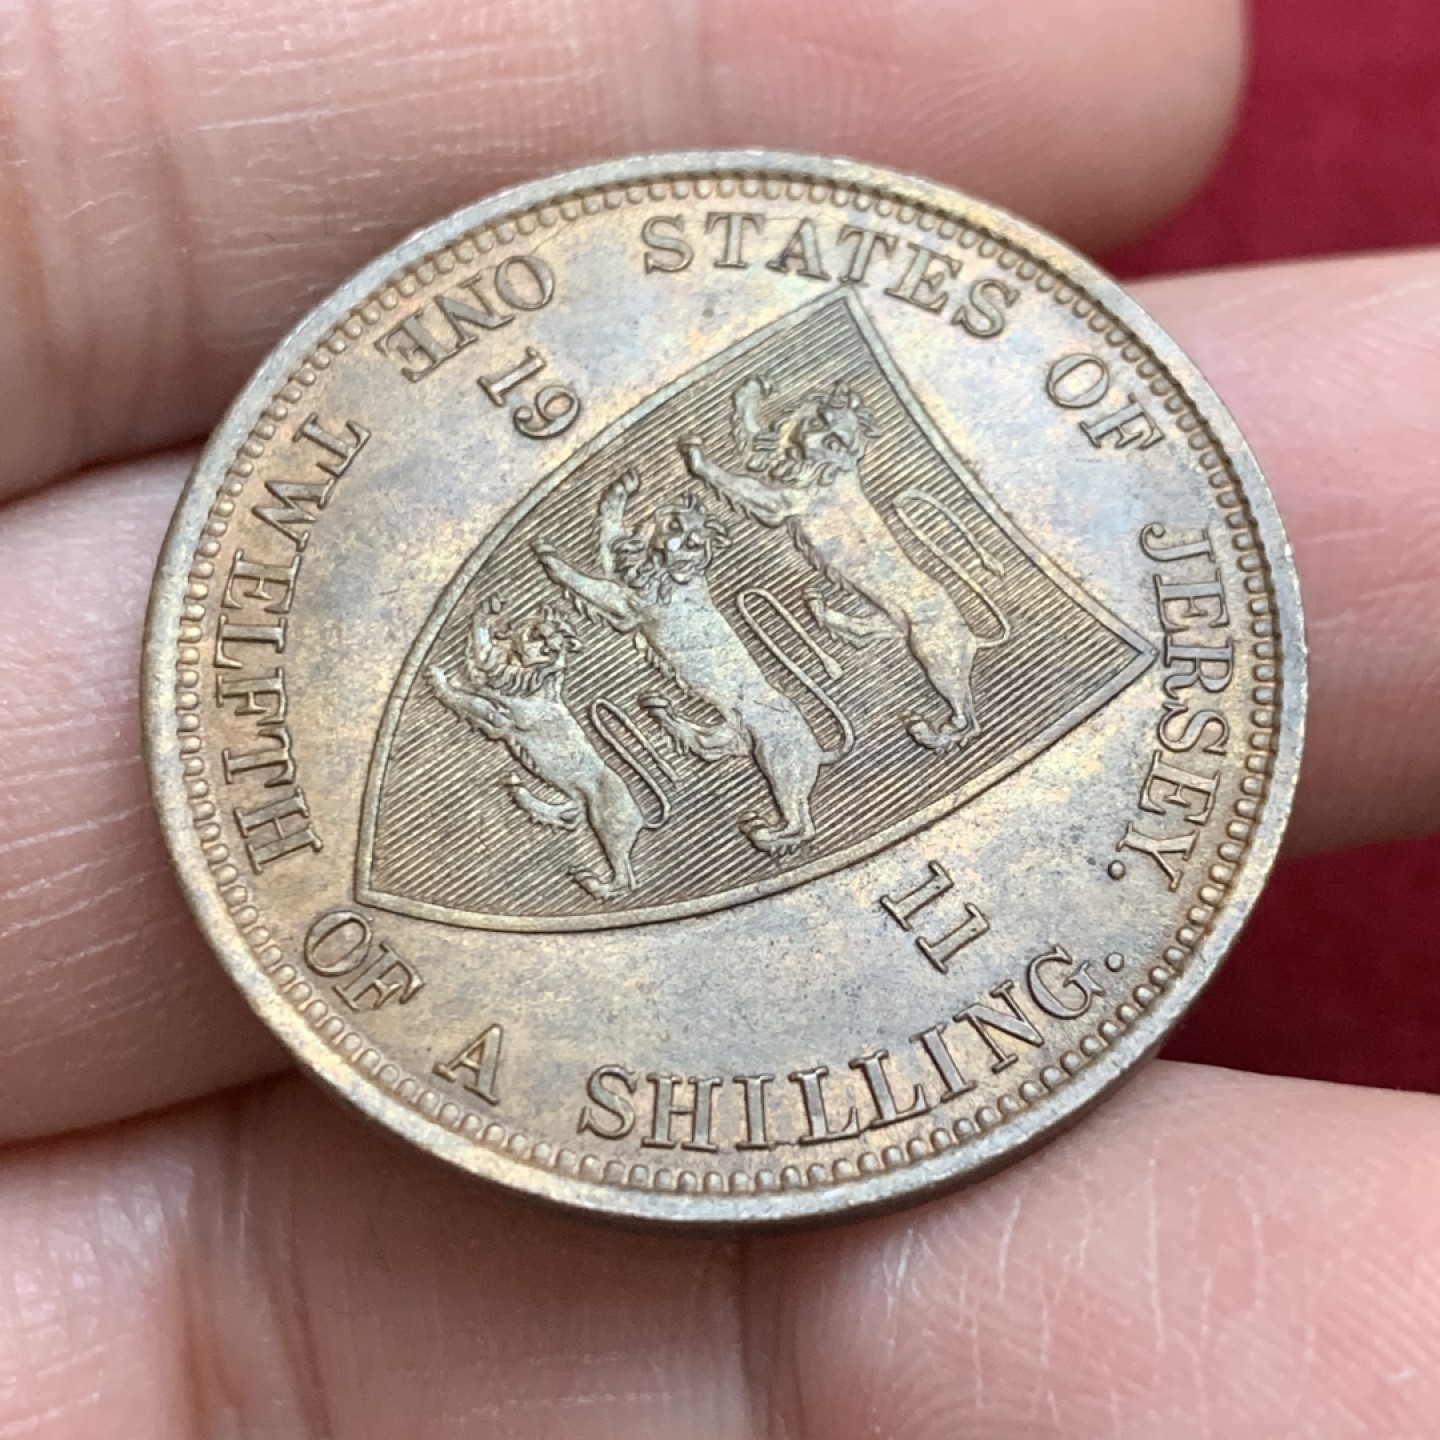 STATES OF JERSEY.
19 11
ONE TWELFTH OF A SHILLING.